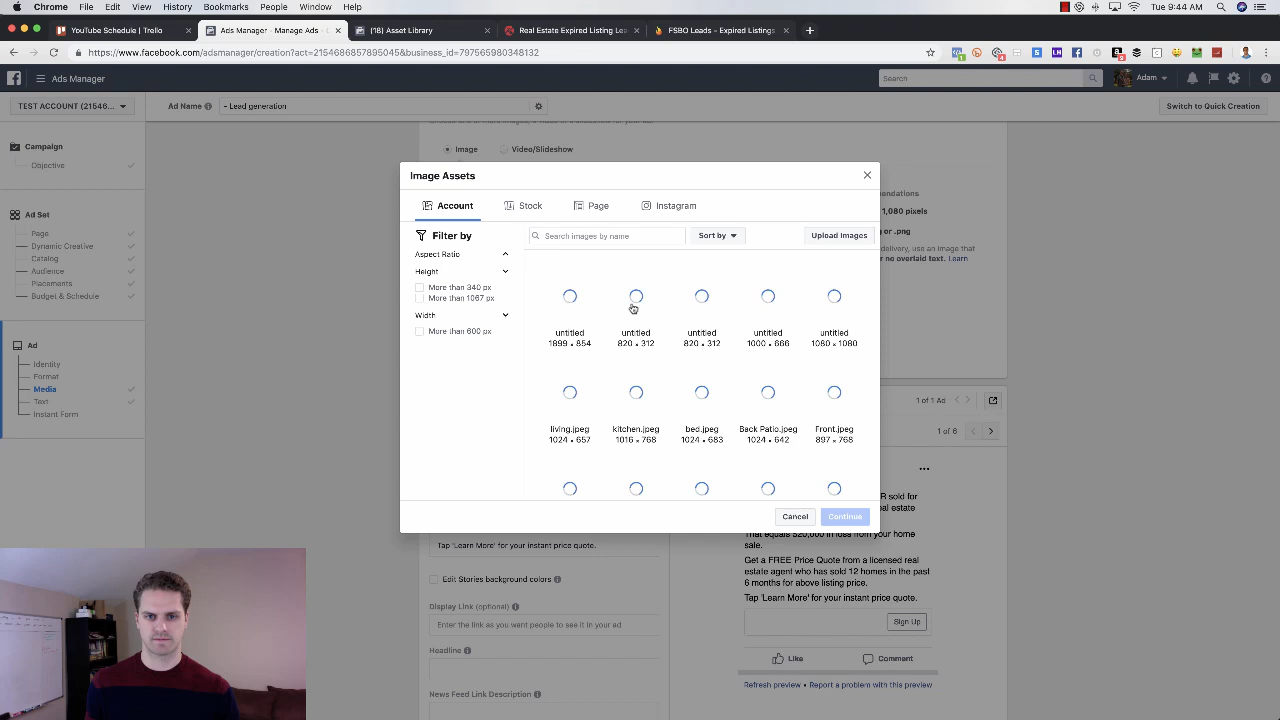 Chrome File Edit View History Bookmarks People Window Help
Tue 9:44 AM
YouTube Schedule | Trello
Ads Manager - Manage Ads - C
(18) Asset Library
Real Estate Expired Listing Lea
FSBO Leads – Expired Listings
https://www.facebook.com/adsmanager/creation?act=2154686857895045&business_id=797565980348132
Ads Manager
Search
Adam
TEST ACCOUNT (21546...
Ad Name
- Lead generation
Switch to Quick Creation
Campaign
Objective
Ad Set
Page
Dynamic Creative
Catalog
Audience
Placements
Budget & Schedule
Ad
Identity
Format
Media
Text
Instant Form
Image
Video/Slideshow
Image Assets
Account
Stock
Page
Instagram
Filter by
Aspect Ratio
Height
More than 340 px
More than 1067 px
Width
More than 600 px
Search images by name
Sort by
Upload Images
untitled
1899 × 854
untitled
820 × 312
untitled
820 × 312
untitled
1000 × 666
untitled
1080 × 1080
living.jpeg
1024 × 657
kitchen.jpeg
1016 × 768
bed.jpeg
1024 × 683
Back Patio.jpeg
1024 × 642
Front.jpeg
897 × 768
Cancel
Continue
ndations
1,080 pixels
g or .png
delivery, use an image that
r no overlaid text. Learn
1 of 1 Ad
1 of 6
R sold for
eal estate
That equals $20,000 in loss from your home
sale.
Get a FREE Price Quote from a licensed real
estate agent who has sold 12 homes in the past
6 months for above listing price.
Tap 'Learn More' for your instant price quote.
Sign Up
Like
Comment
Refresh preview • Report a problem with this preview
Tap 'Learn More' for your instant price quote.
Edit Stories background colors
Display Link (optional)
Enter the link as you want people to see it in your ad
Headline
News Feed Link Description